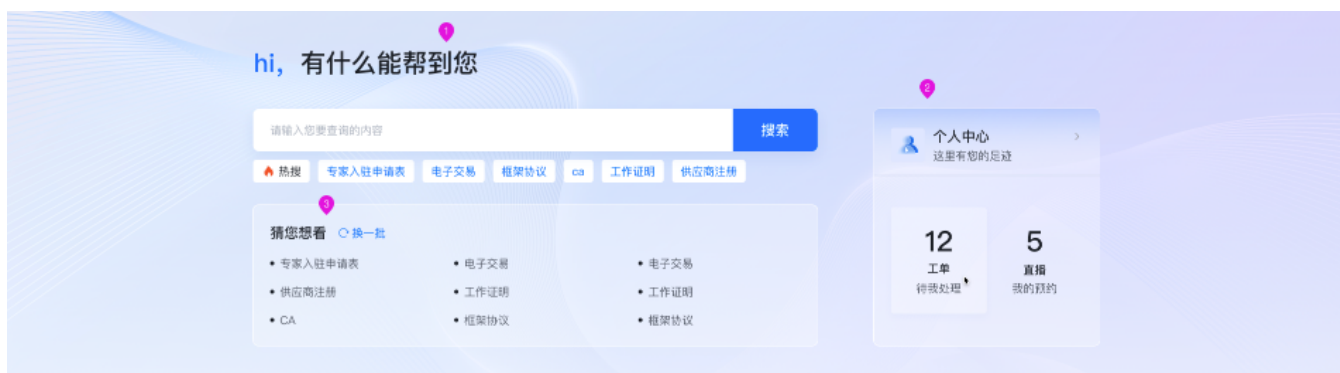 1
hi，有什么能帮到您
请输入您要查询的内容
搜索
热搜 专家入驻申请表 电子交易 框架协议 ca 工作证明 供应商注册
3
猜您想看 换一批
• 专家入驻申请表 • 电子交易 • 电子交易
• 供应商注册 • 工作证明 • 工作证明
• CA • 框架协议 • 框架协议
2
个人中心
这里有您的足迹
12 5
工单 直播
待我处理 我的预约